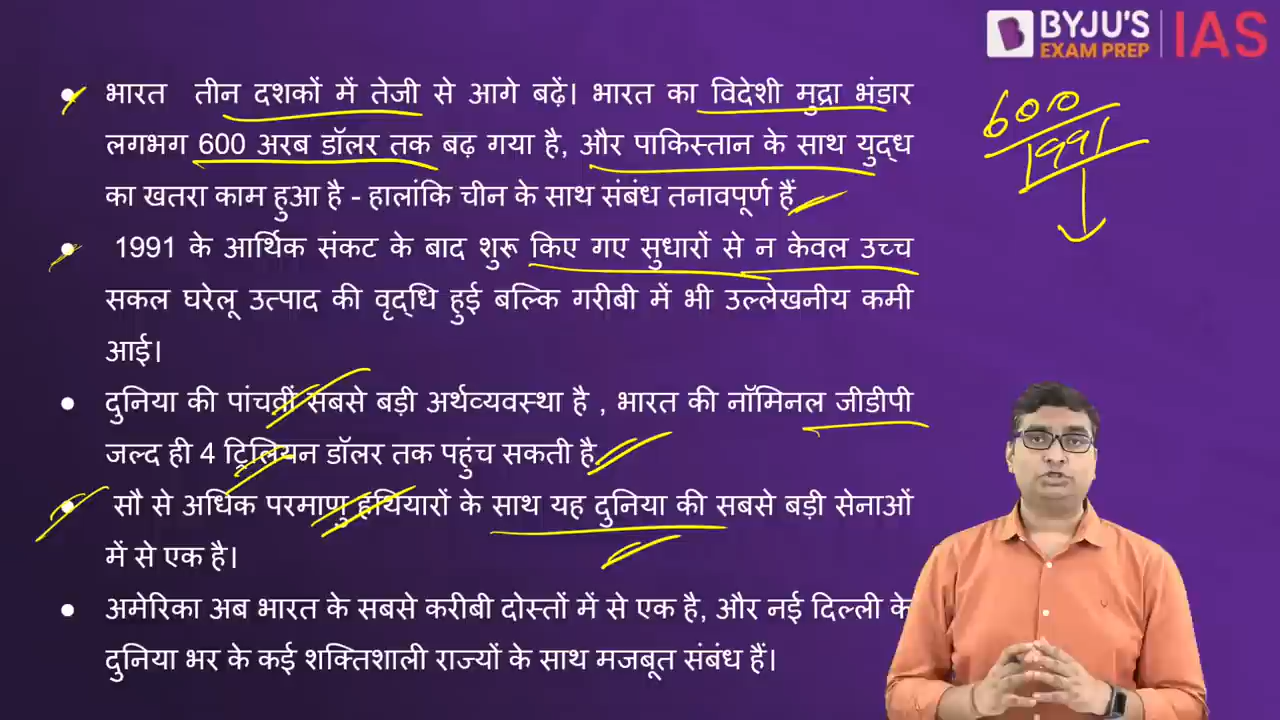 BYJU'S
EXAM PREP
IAS
भारत तीन दशकों में तेजी से आगे बढ़ें। भारत का विदेशी मुद्रा भंडार
लगभग 600 अरब डॉलर तक बढ़ गया है, और पाकिस्तान के साथ युद्ध
का खतरा काम हुआ है - हालांकि चीन के साथ संबंध तनावपूर्ण हैं
1991 के आर्थिक संकट के बाद शुरू किए गए सुधारों से न केवल उच्च
सकल घरेलू उत्पाद की वृद्धि हुई बल्कि गरीबी में भी उल्लेखनीय कमी
आई।
दुनिया की पांचवीं सबसे बड़ी अर्थव्यवस्था है , भारत की नॉमिनल जीडीपी
जल्द ही 4 ट्रिलियन डॉलर तक पहुंच सकती है
सौ से अधिक परमाणु हथियारों के साथ यह दुनिया की सबसे बड़ी सेनाओं
में से एक है।
अमेरिका अब भारत के सबसे करीबी दोस्तों में से एक है, और नई दिल्ली के
दुनिया भर के कई शक्तिशाली राज्यों के साथ मजबूत संबंध हैं।
600
1991